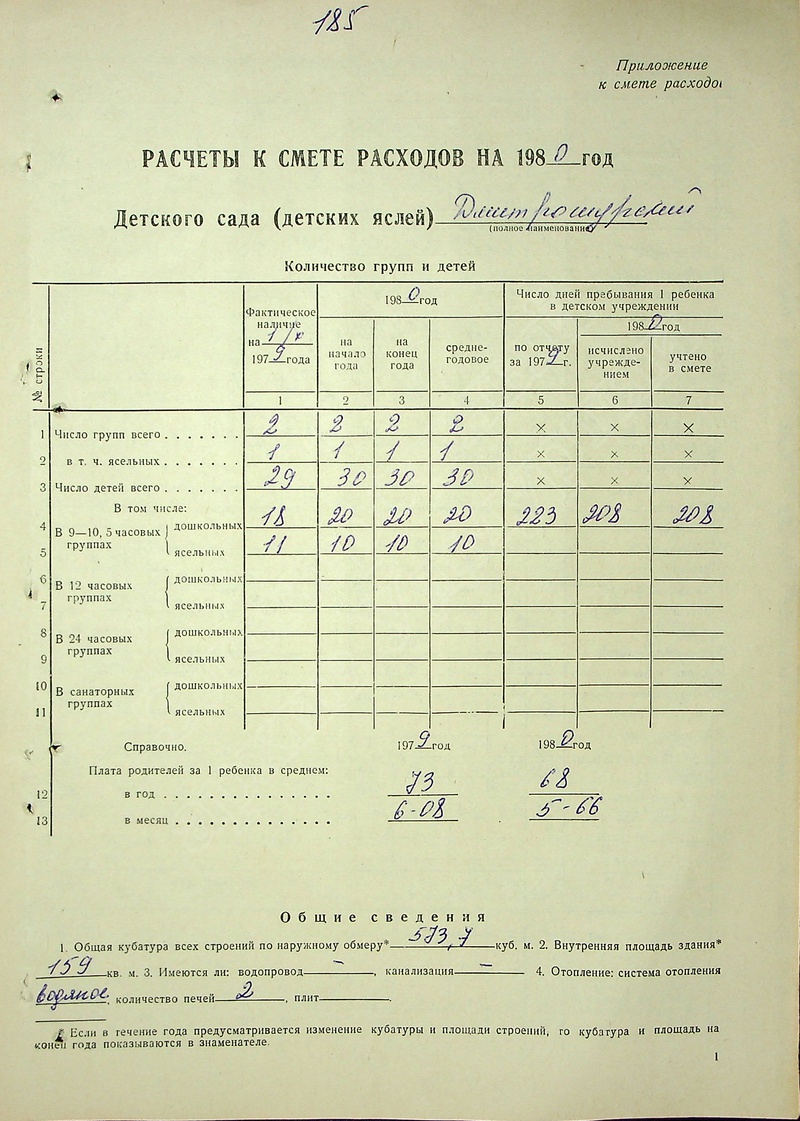 185
Приложение
к смете расходо
РАСЧЕТЫ К СМЕТЕ РАСХОДОВ НА 1980 год
Детского сада (детских яслей)
(полное наименование)
Количество групп и детей
№ строки
Фактическое наличие на 1/X 1979 года
1980 год
Число дней пребывания 1 ребенка в детском учреждении
на начало года
на конец года
средне-годовое
по отчету за 1979 г.
1980 год
исчислено учрежде-нием
учтено в смете
1 2 3 4 5 6 7
1 Число групп всего . . . . . . . 2 2 2 2 × × ×
2 в т. ч. ясельных . . . . . . . 1 1 1 1 × × ×
3 Число детей всего . . . . . . . 29 30 30 30 × × ×
В том числе:
4 В 9—10, 5 часовых группах дошкольных 18 20 20 20 223 208 208
5 ясельных 11 10 10 10
6 В 12 часовых группах дошкольных
7 ясельных
8 В 24 часовых группах дошкольных
9 ясельных
10 В санаторных группах дошкольных
11 ясельных
Справочно. 1979 год 1980 год
Плата родителей за 1 ребенка в среднем:
12 в год . . . . . . . . . . . . . . . 73 68
13 в месяц . . . . . . . . . . . . . . 6-08 5-66
Общие сведения
1. Общая кубатура всех строений по наружному обмеру* 573,7 куб. м. 2. Внутренняя площадь здания*
159 кв. м. 3. Имеются ли: водопровод —, канализация — 4. Отопление: система отопления
водяное, количество печей 2, плит
Если в течение года предусматривается изменение кубатуры и площади строений, то кубатура и площадь на
конец года показываются в знаменателе.
1